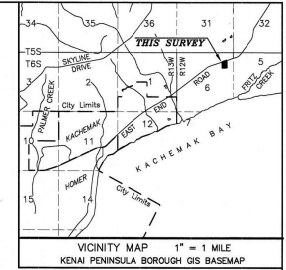 34 35 36 31 32
THIS SURVEY
T5S
T6S
SKYLINE
DRIVE
R13W
R12W
3 2 1 6 5
ROAD
FRITZ
CREEK
City Limits
PALMER CREEK
KACHEMAK
EAST END
10 11 12
KACHEMAK BAY
HOMER
15 14
City Limits
VICINITY MAP 1" = 1 MILE
KENAI PENINSULA BOROUGH GIS BASEMAP